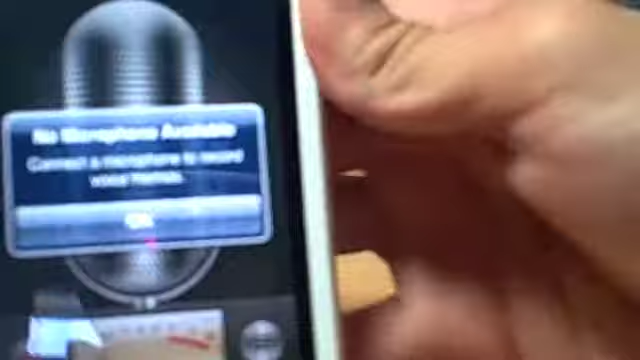 No Microphone Available
Connect a microphone to record
voice memos.
OK